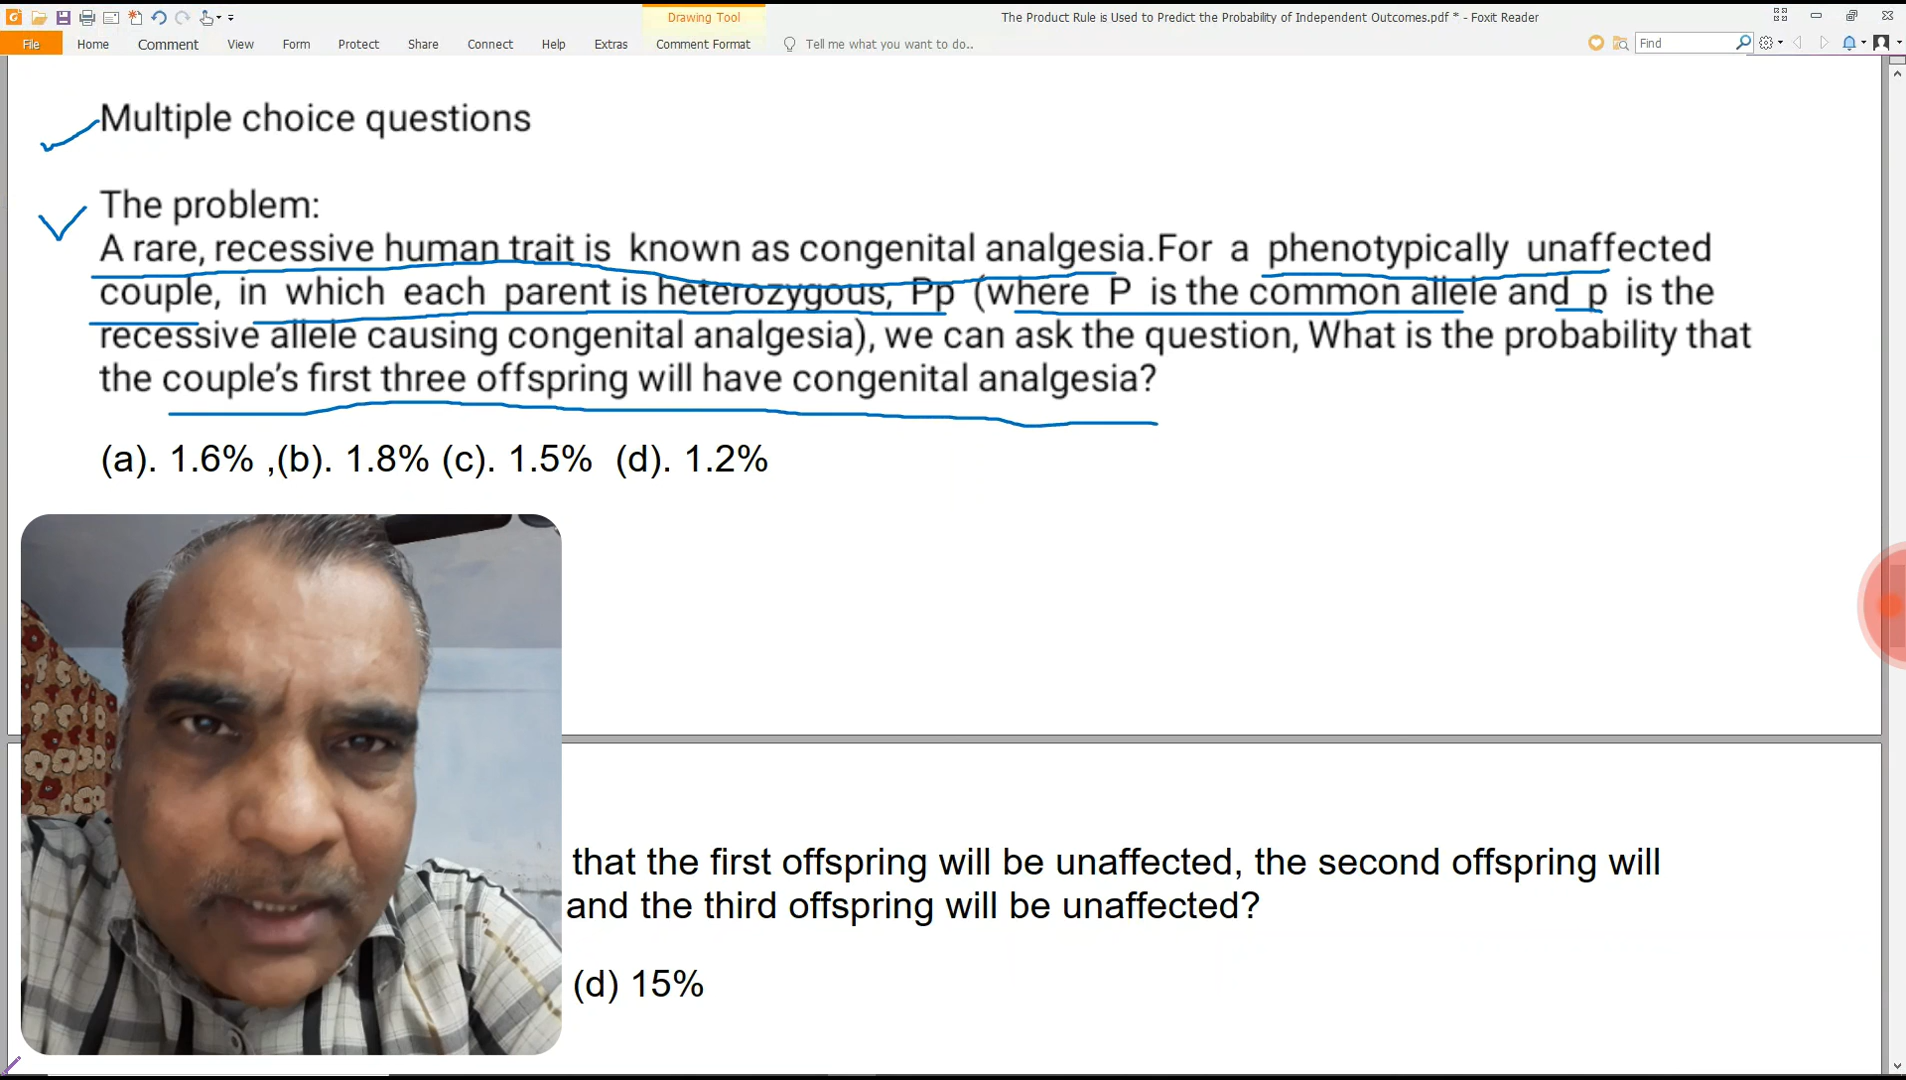 Drawing Tool
The Product Rule is Used to Predict the Probability of Independent Outcomes.pdf * - Foxit Reader
File Home Comment View Form Protect Share Connect Help Extras Comment Format Tell me what you want to do.. Find
Multiple choice questions
The problem:
A rare, recessive human trait is known as congenital analgesia.For a phenotypically unaffected
couple, in which each parent is heterozygous, Pp (where P is the common allele and p is the
recessive allele causing congenital analgesia), we can ask the question, What is the probability that
the couple's first three offspring will have congenital analgesia?
(a). 1.6% ,(b). 1.8% (c). 1.5% (d). 1.2%
that the first offspring will be unaffected, the second offspring will
and the third offspring will be unaffected?
(d) 15%